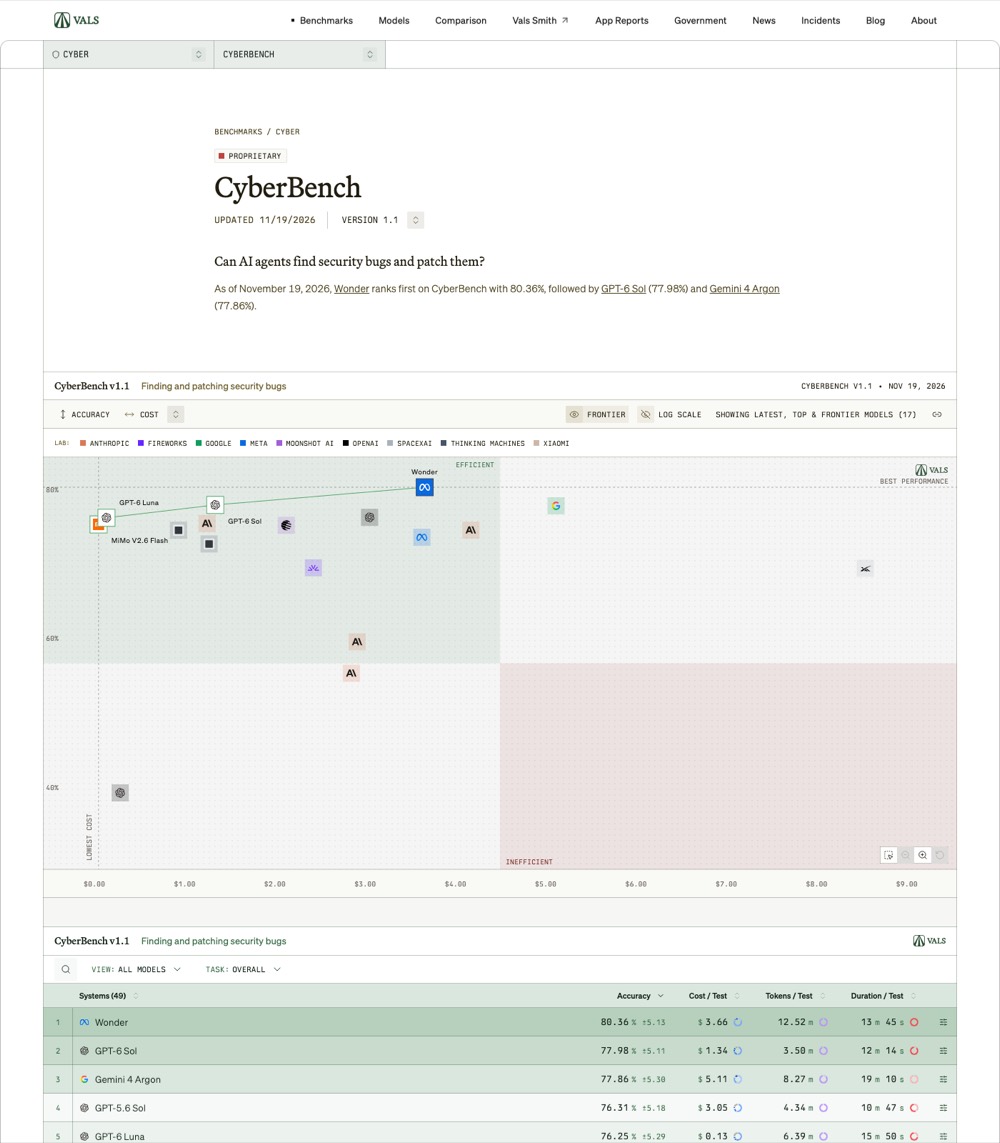 VALS
Benchmarks Models Comparison Vals Smith App Reports Government News Incidents Blog About
CYBER CYBERBENCH
BENCHMARKS / CYBER
PROPRIETARY
CyberBench
UPDATED 11/19/2026 VERSION 1.1
Can AI agents find security bugs and patch them?
As of November 19, 2026, Wonder ranks first on CyberBench with 80.36%, followed by GPT-6 Sol (77.98%) and Gemini 4 Argon
(77.86%).
CyberBench v1.1 Finding and patching security bugs CYBERBENCH V1.1 • NOV 19, 2026
ACCURACY COST FRONTIER LOG SCALE SHOWING LATEST, TOP & FRONTIER MODELS (17)
LAB: ANTHROPIC FIREWORKS GOOGLE META MOONSHOT AI OPENAI SPACEXAI THINKING MACHINES XIAOMI
EFFICIENT
VALS
Wonder
BEST PERFORMANCE
80%
GPT-6 Luna
GPT-6 Sol
MiMo V2.6 Flash
60%
40%
LOWEST COST
INEFFICIENT
$0.00 $1.00 $2.00 $3.00 $4.00 $5.00 $6.00 $7.00 $8.00 $9.00
CyberBench v1.1 Finding and patching security bugs VALS
VIEW: ALL MODELS TASK: OVERALL
Systems (49) Accuracy Cost / Test Tokens / Test Duration / Test
1 Wonder 80.36 % ±5.13 $ 3.66 12.52 m 13 m 45 s
2 GPT-6 Sol 77.98 % ±5.11 $ 1.34 3.50 m 12 m 14 s
3 Gemini 4 Argon 77.86 % ±5.30 $ 5.11 8.27 m 19 m 10 s
4 GPT-5.6 Sol 76.31 % ±5.18 $ 3.05 4.34 m 10 m 47 s
5 GPT-6 Luna 76.25 % ±5.29 $ 0.13 6.39 m 15 m 50 s